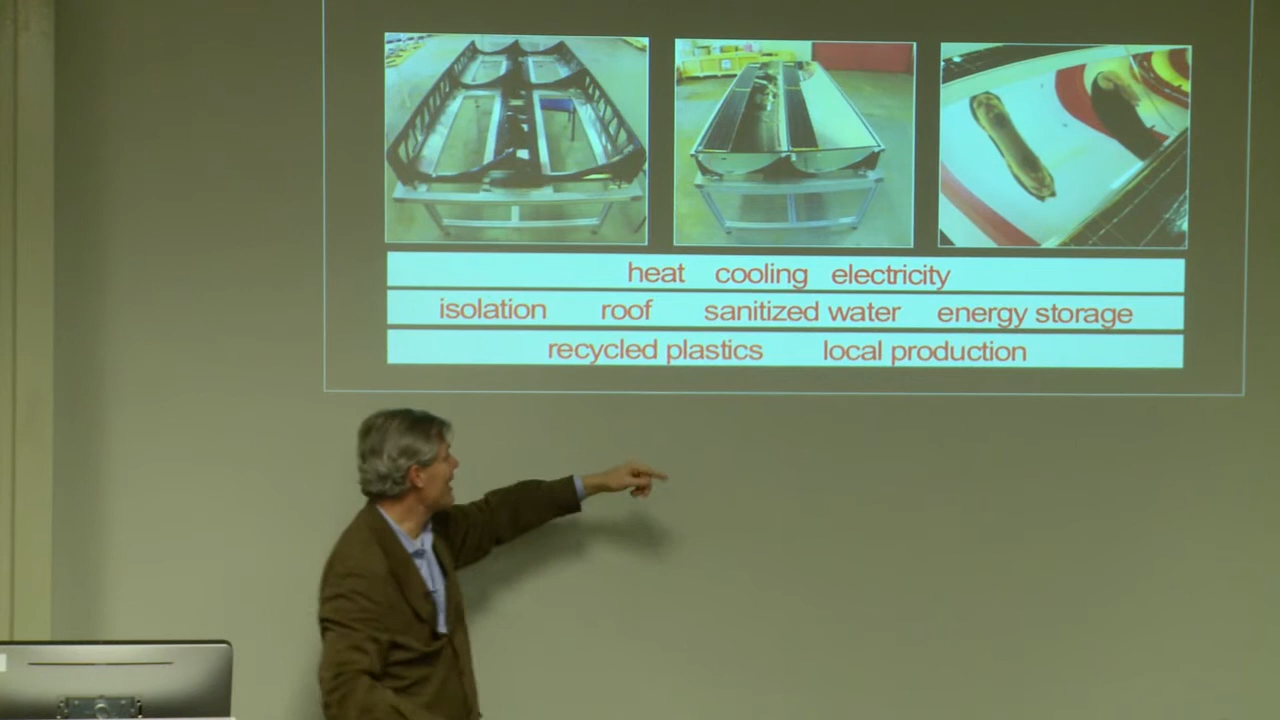 heat cooling electricity
isolation roof sanitized water energy storage
recycled plastics local production